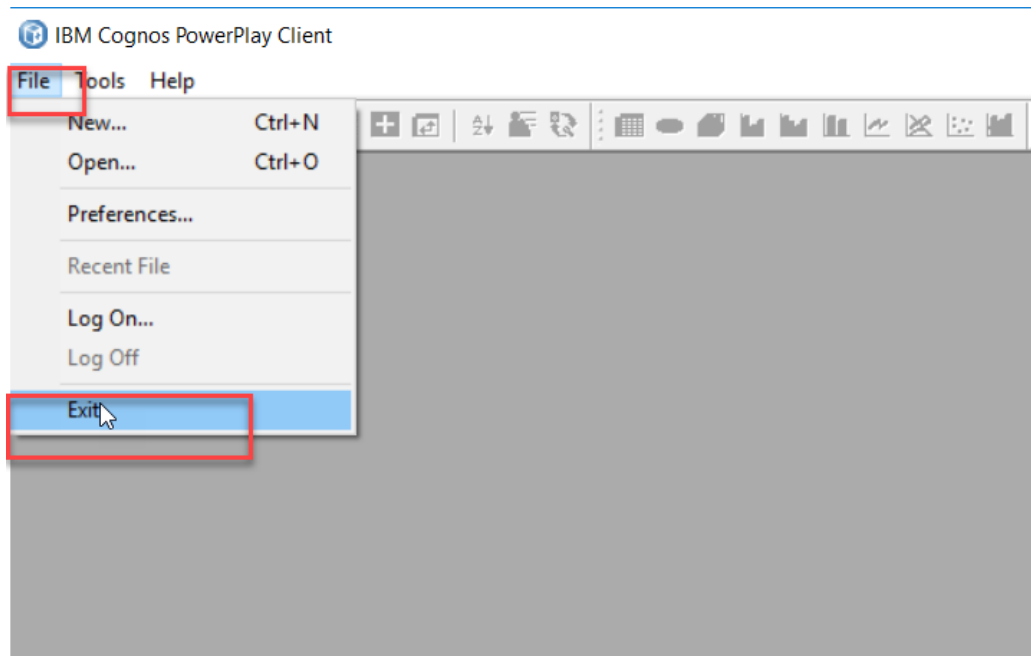 IBM Cognos PowerPlay Client
File Tools Help
New... Ctrl+N
Open... Ctrl+O
Preferences...
Recent File
Log On...
Log Off
Exit